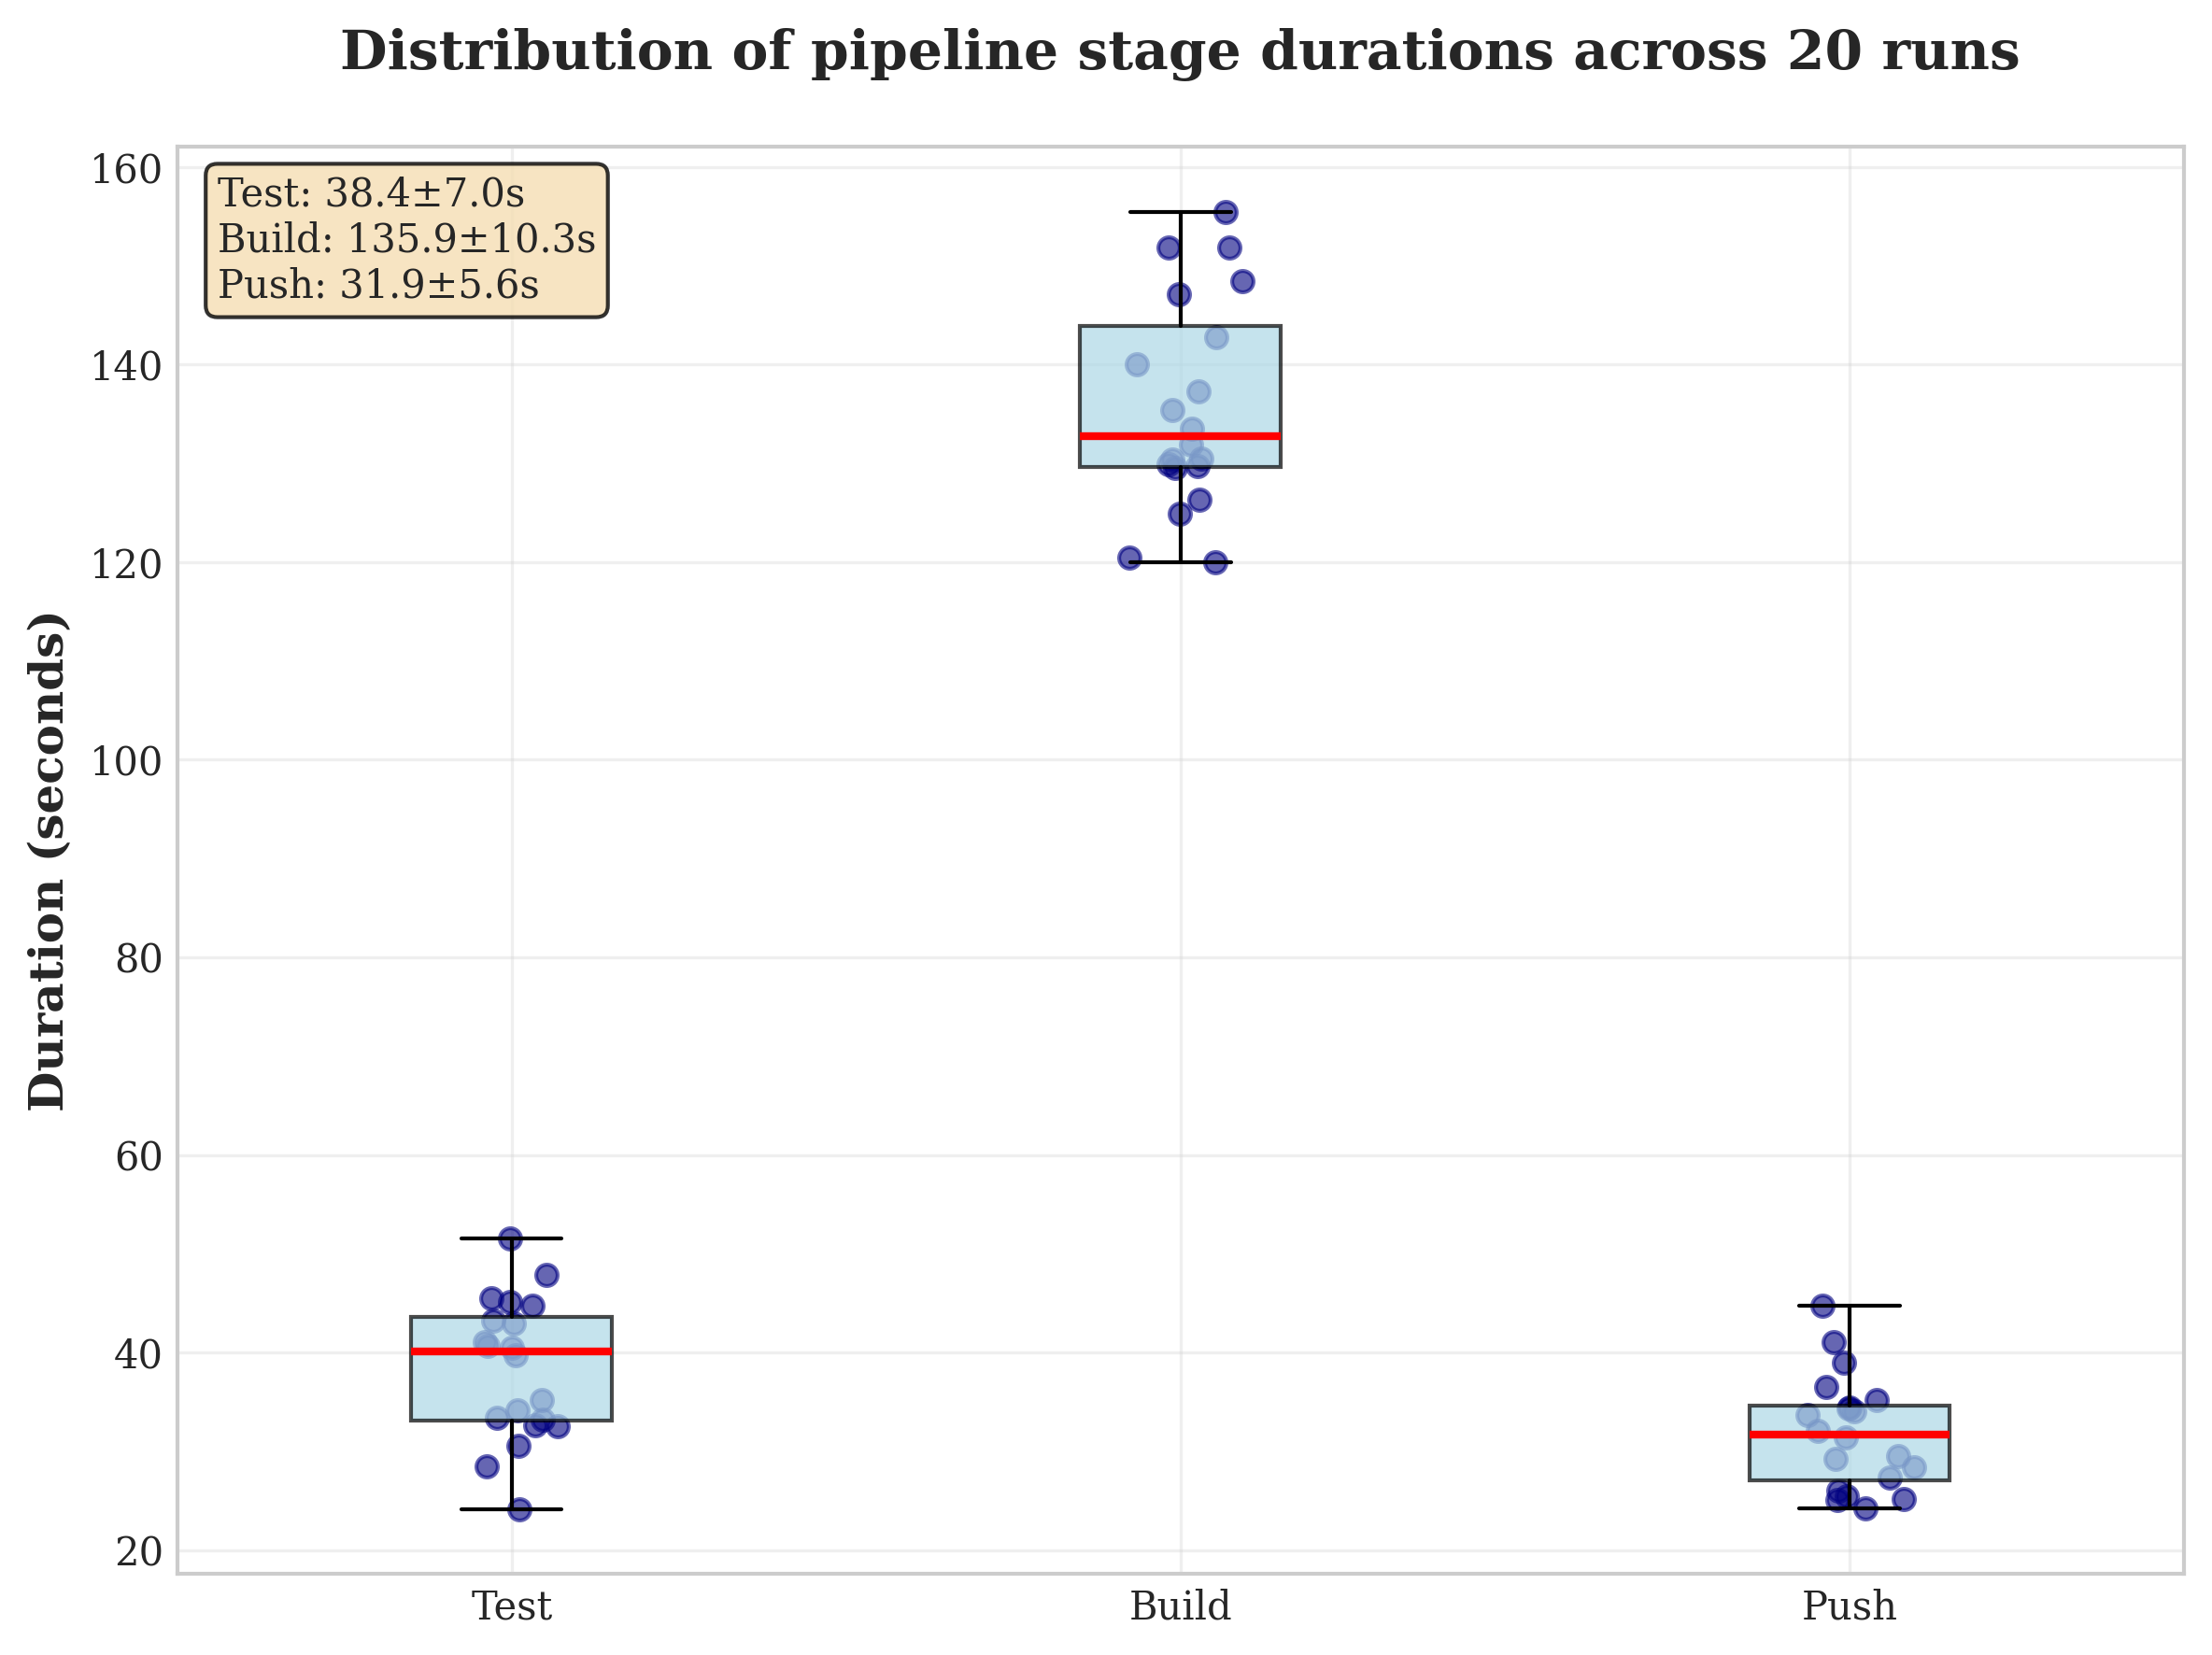 Distribution of pipeline stage durations across 20 runs
160
Test: 38.4±7.0s
Build: 135.9±10.3s
Push: 31.9±5.6s
140
120
100
80
60
40
20
Duration (seconds)
Test
Build
Push